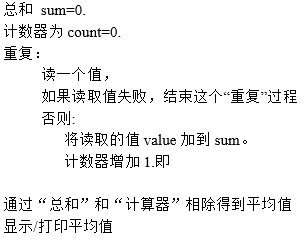 总和 sum=0.
计数器为 count=0.
重复：
读一个值，
如果读取值失败，结束这个“重复”过程
否则:
将读取的值 value 加到 sum。
计数器增加 1.即
通过“总和”和“计算器”相除得到平均值
显示/打印平均值